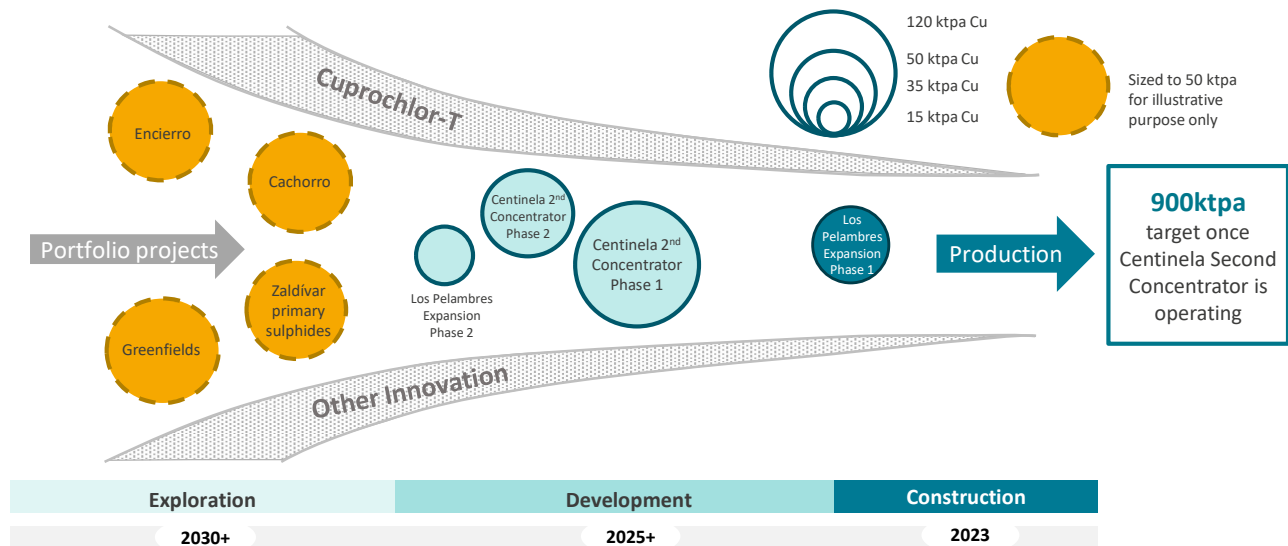 120 ktpa Cu
50 ktpa Cu
35 ktpa Cu
15 ktpa Cu
Sized to 50 ktpa
for illustrative
purpose only
Cuprochlor-T
Encierro
Cachorro
Portfolio projects
Zaldívar
primary
sulphides
Greenfields
Centinela 2nd
Concentrator
Phase 2
Los Pelambres
Expansion
Phase 2
Centinela 2nd
Concentrator
Phase 1
Los
Pelambres
Expansion
Phase 1
Production
900ktpa
target once
Centinela Second
Concentrator is
operating
Other Innovation
Exploration
Development
Construction
2030+
2025+
2023